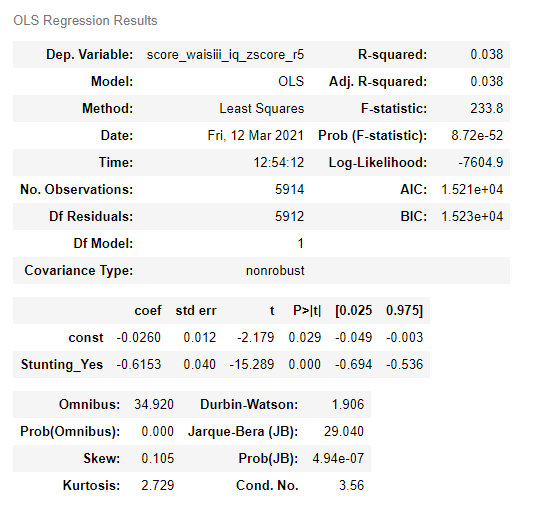 OLS Regression Results
Dep. Variable: score_waisiii_iq_zscore_r5 R-squared: 0.038
Model: OLS Adj. R-squared: 0.038
Method: Least Squares F-statistic: 233.8
Date: Fri, 12 Mar 2021 Prob (F-statistic): 8.72e-52
Time: 12:54:12 Log-Likelihood: -7604.9
No. Observations: 5914 AIC: 1.521e+04
Df Residuals: 5912 BIC: 1.523e+04
Df Model: 1
Covariance Type: nonrobust
coef std err t P>|t| [0.025 0.975]
const -0.0260 0.012 -2.179 0.029 -0.049 -0.003
Stunting_Yes -0.6153 0.040 -15.289 0.000 -0.694 -0.536
Omnibus: 34.920 Durbin-Watson: 1.906
Prob(Omnibus): 0.000 Jarque-Bera (JB): 29.040
Skew: 0.105 Prob(JB): 4.94e-07
Kurtosis: 2.729 Cond. No. 3.56